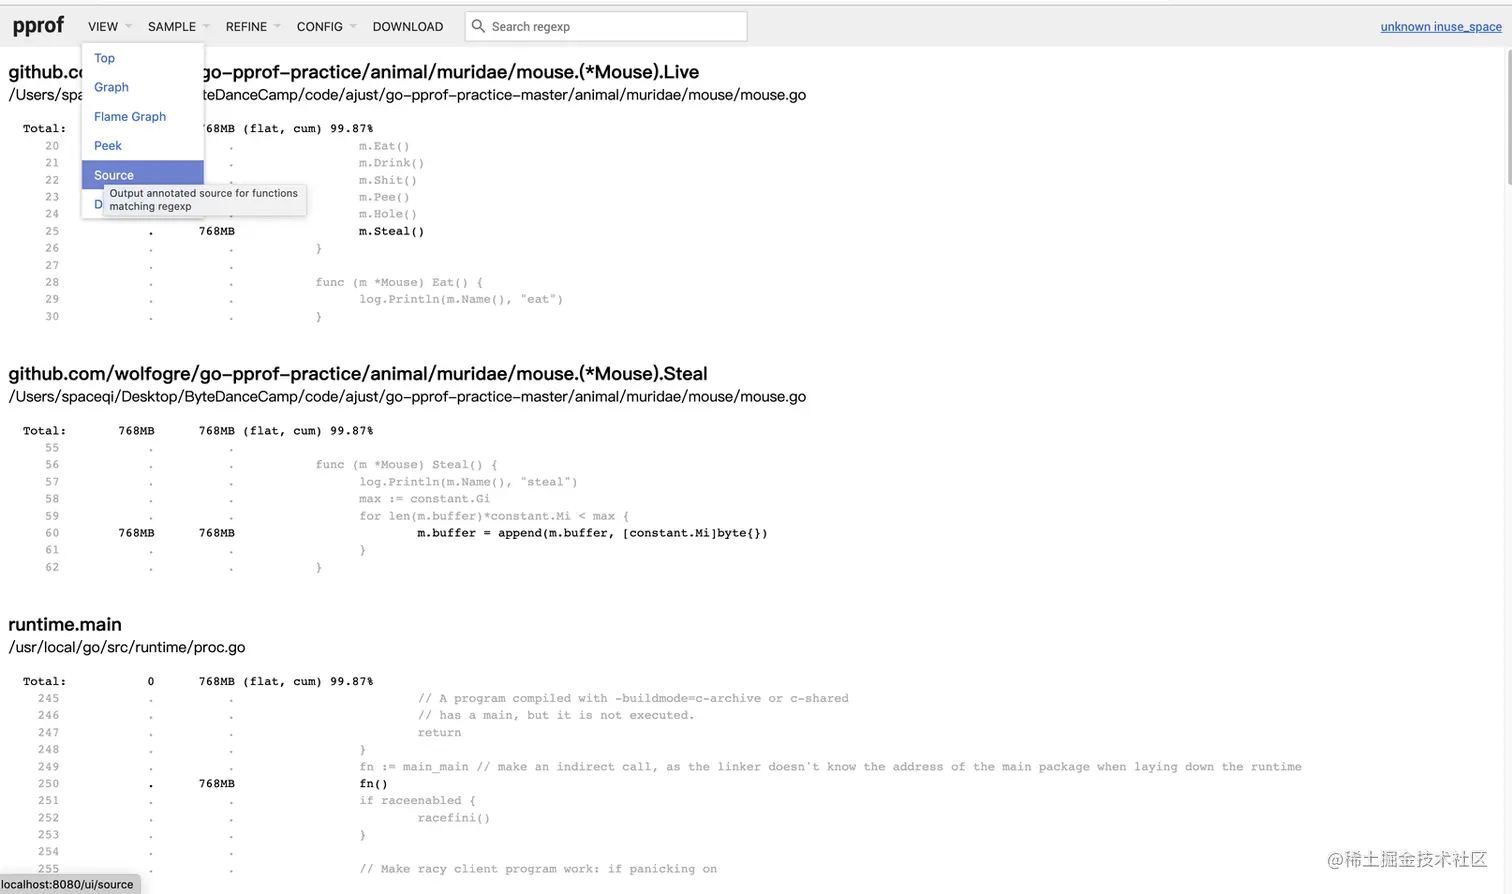 pprof VIEW SAMPLE REFINE CONFIG DOWNLOAD Search regexp unknown inuse_space
Top
Graph
Flame Graph
Peek
Source
Output annotated source for functions
matching regexp
D
github.c go-pprof-practice/animal/muridae/mouse.(*Mouse).Live
/Users/spa teDanceCamp/code/ajust/go-pprof-practice-master/animal/muridae/mouse/mouse.go
Total: 68MB (flat, cum) 99.87%
20 . m.Eat()
21 . m.Drink()
22 m.Shit()
23 m.Pee()
24 . m.Hole()
25 . 768MB m.Steal()
26 . . }
27 . .
28 . . func (m *Mouse) Eat() {
29 . . log.Println(m.Name(), "eat")
30 . . }
github.com/wolfogre/go-pprof-practice/animal/muridae/mouse.(*Mouse).Steal
/Users/spaceqi/Desktop/ByteDanceCamp/code/ajust/go-pprof-practice-master/animal/muridae/mouse/mouse.go
Total: 768MB 768MB (flat, cum) 99.87%
55 . .
56 . . func (m *Mouse) Steal() {
57 . . log.Println(m.Name(), "steal")
58 . . max := constant.Gi
59 . . for len(m.buffer)*constant.Mi < max {
60 768MB 768MB m.buffer = append(m.buffer, [constant.Mi]byte{})
61 . . }
62 . . }
runtime.main
/usr/local/go/src/runtime/proc.go
Total: 0 768MB (flat, cum) 99.87%
245 . . // A program compiled with -buildmode=c-archive or c-shared
246 . . // has a main, but it is not executed.
247 . . return
248 . . }
249 . . fn := main_main // make an indirect call, as the linker doesn't know the address of the main package when laying down the runtime
250 . 768MB fn()
251 . . if raceenabled {
252 . . racefini()
253 . . }
254 . .
255 . . // Make racy client program work: if panicking on
localhost:8080/ui/source
@稀土掘金技术社区